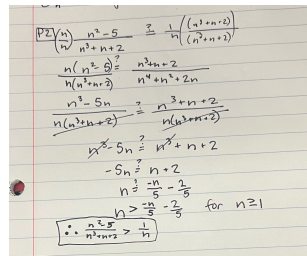 P2 (n/n) (n²-5)/(n³+n+2) ≟ 1/n ((n³+n+2)/(n³+n+2))
n(n²-5)/n(n³+n+2) ≟ (n³+n+2)/(n⁴+n²+2n)
(n³-5n)/n(n³+n+2) ≟ (n³+n+2)/n(n³+n+2)
n³-5n ≟ n³+n+2
-5n ≟ n+2
n ≟ -n/5 - 2/5
n > -n/5 - 2/5 for n≥1
∴ (n²-5)/(n³+n+2) > 1/n